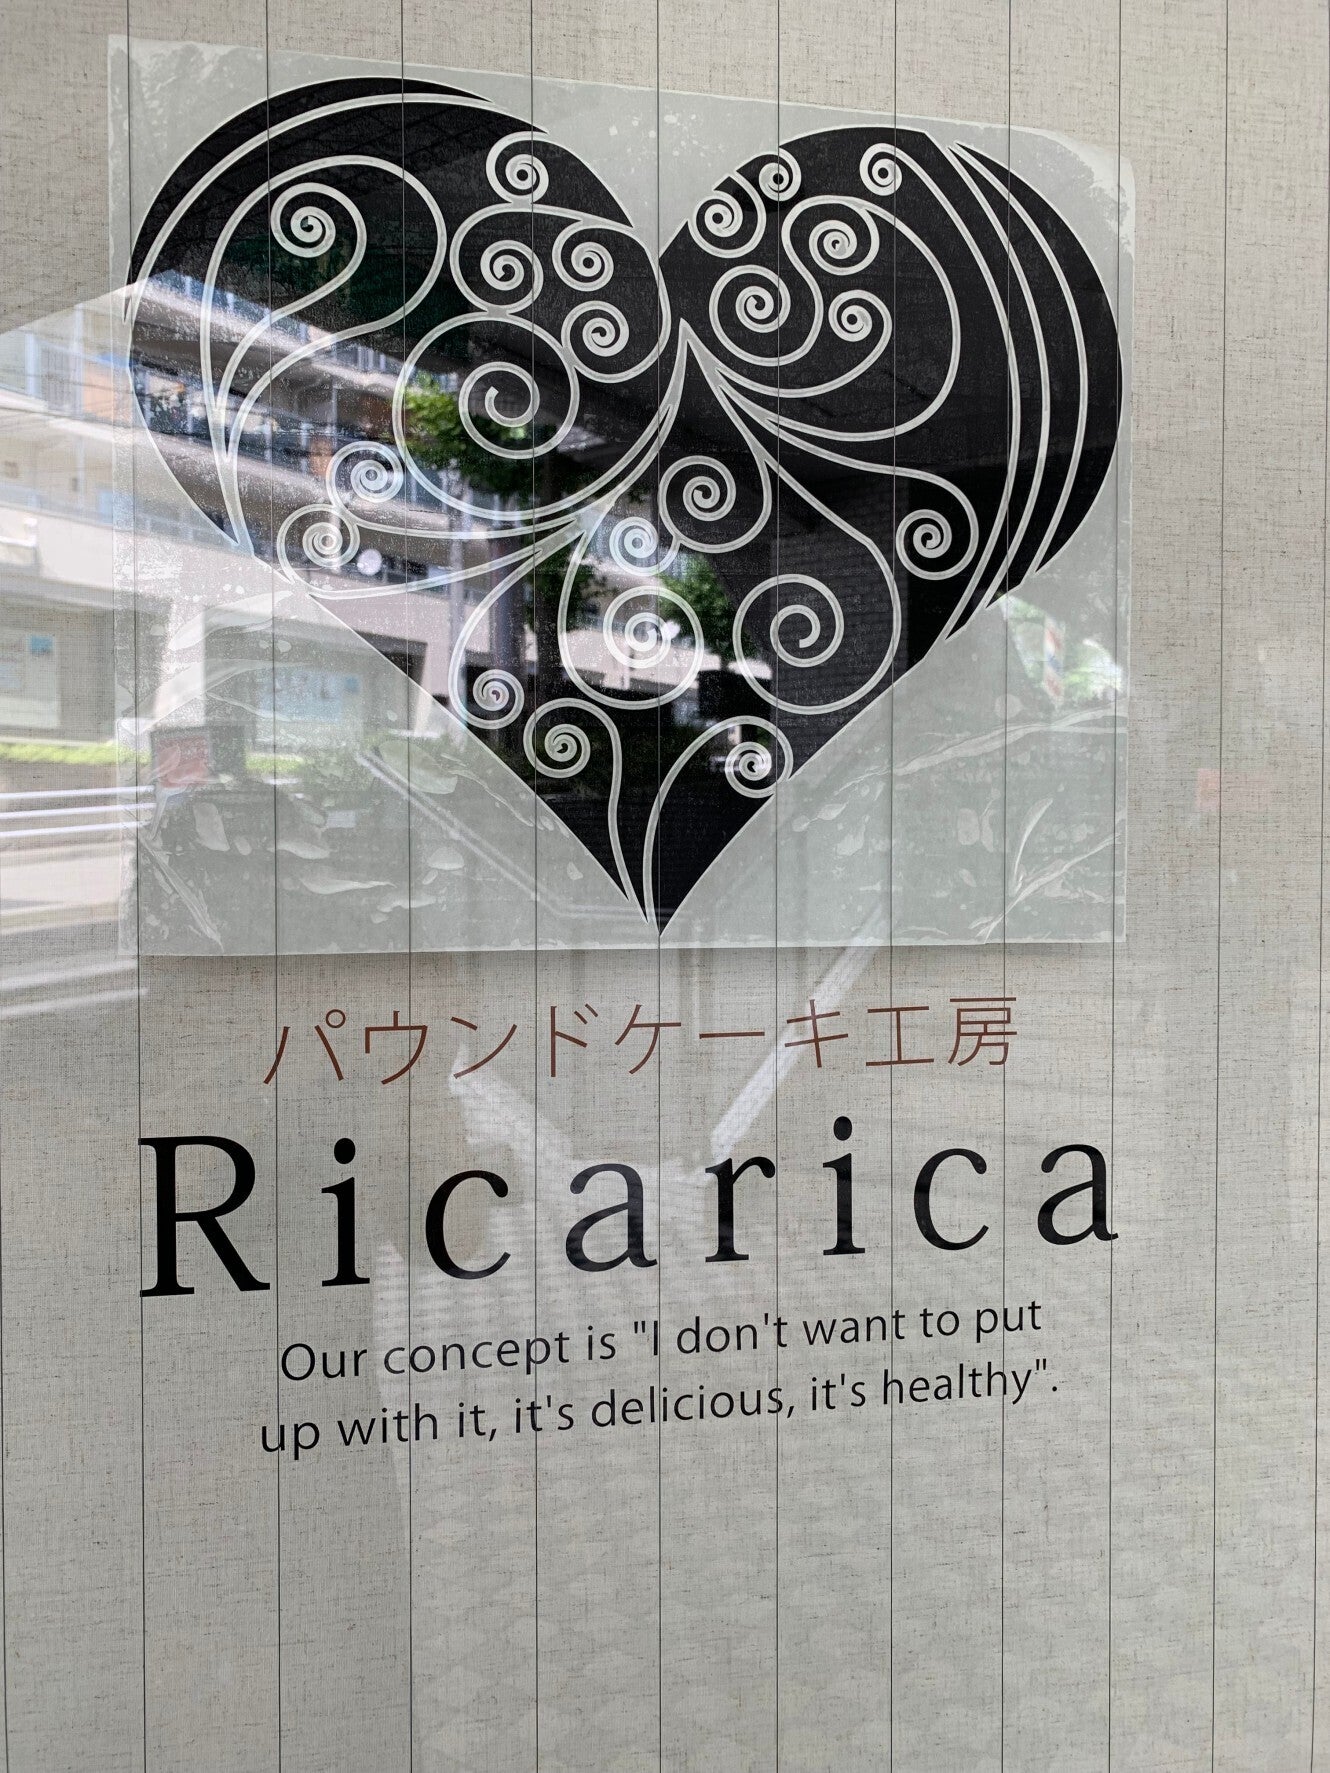 パウンドケーキ工房
Ricarica
Our concept is "I don't want to put
up with it, it's delicious, it's healthy".